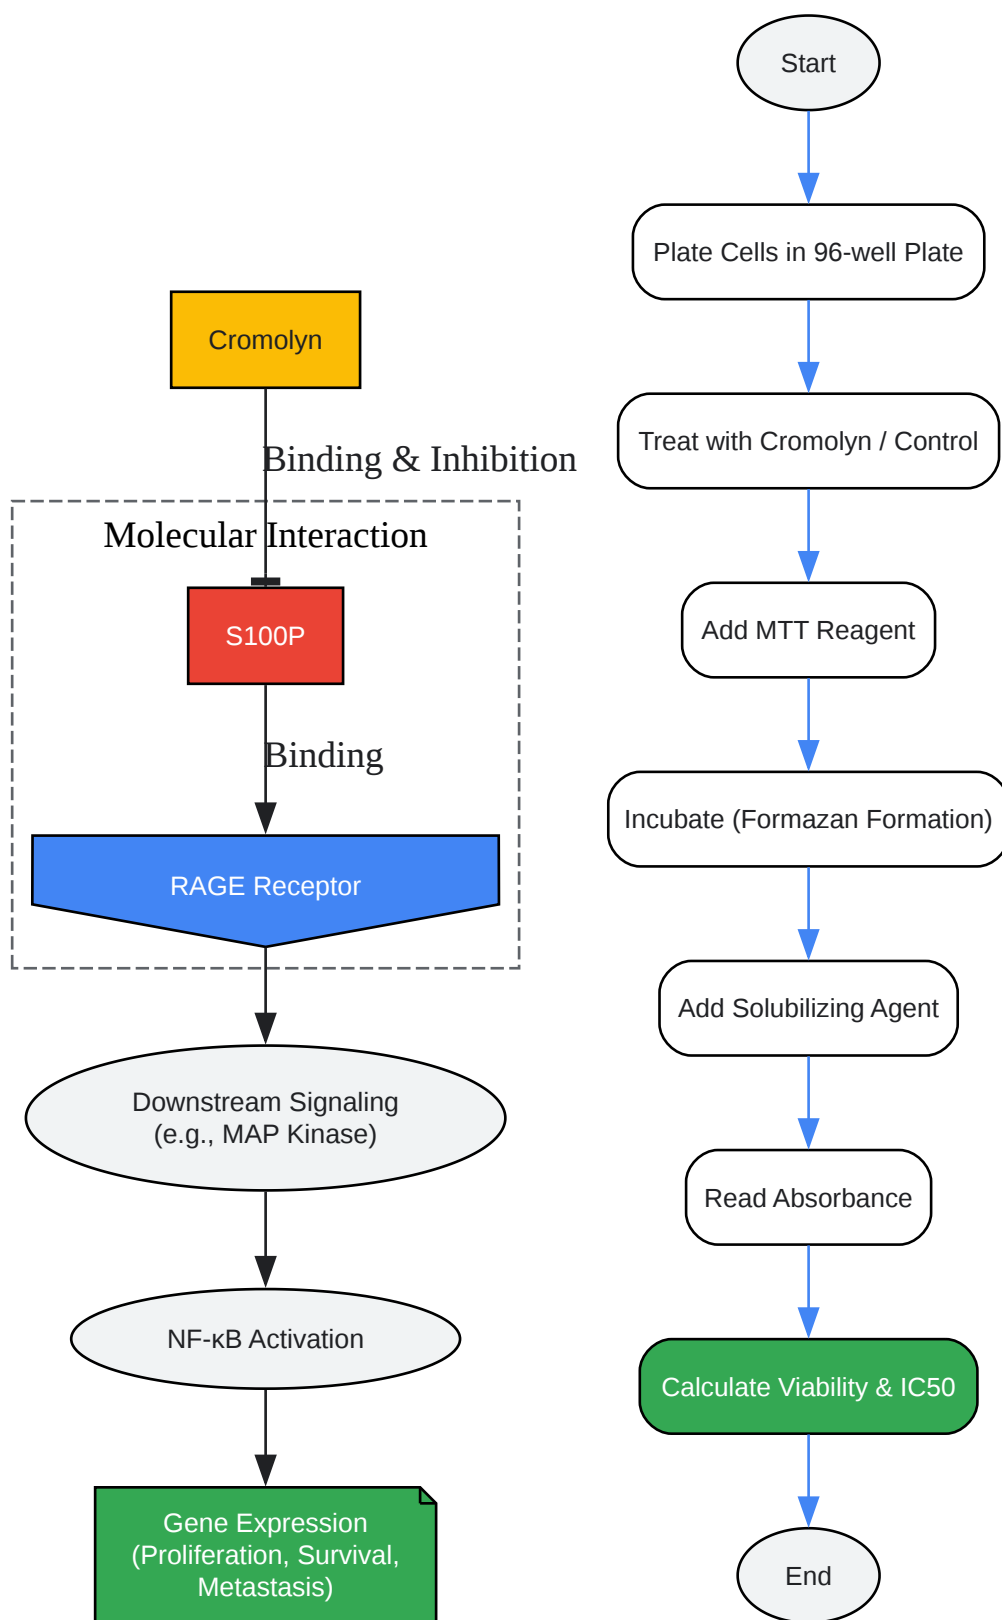 Cromolyn
Binding & Inhibition
Molecular Interaction
S100P
Binding
RAGE Receptor
Downstream Signaling
(e.g., MAP Kinase)
NF-κB Activation
Gene Expression
(Proliferation, Survival,
Metastasis)
Start
Plate Cells in 96-well Plate
Treat with Cromolyn / Control
Add MTT Reagent
Incubate (Formazan Formation)
Add Solubilizing Agent
Read Absorbance
Calculate Viability & IC50
End